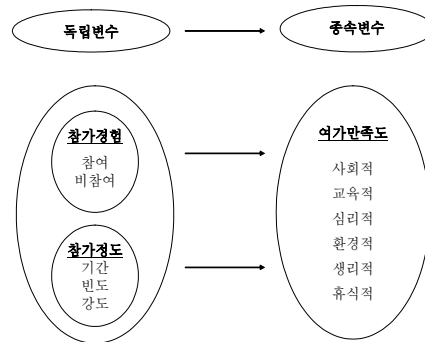 독립변수
종속변수
참가경험
참여
비참여
참가정도
기간
빈도
강도
여가만족도
사회적
교육적
심리적
환경적
생리적
휴식적